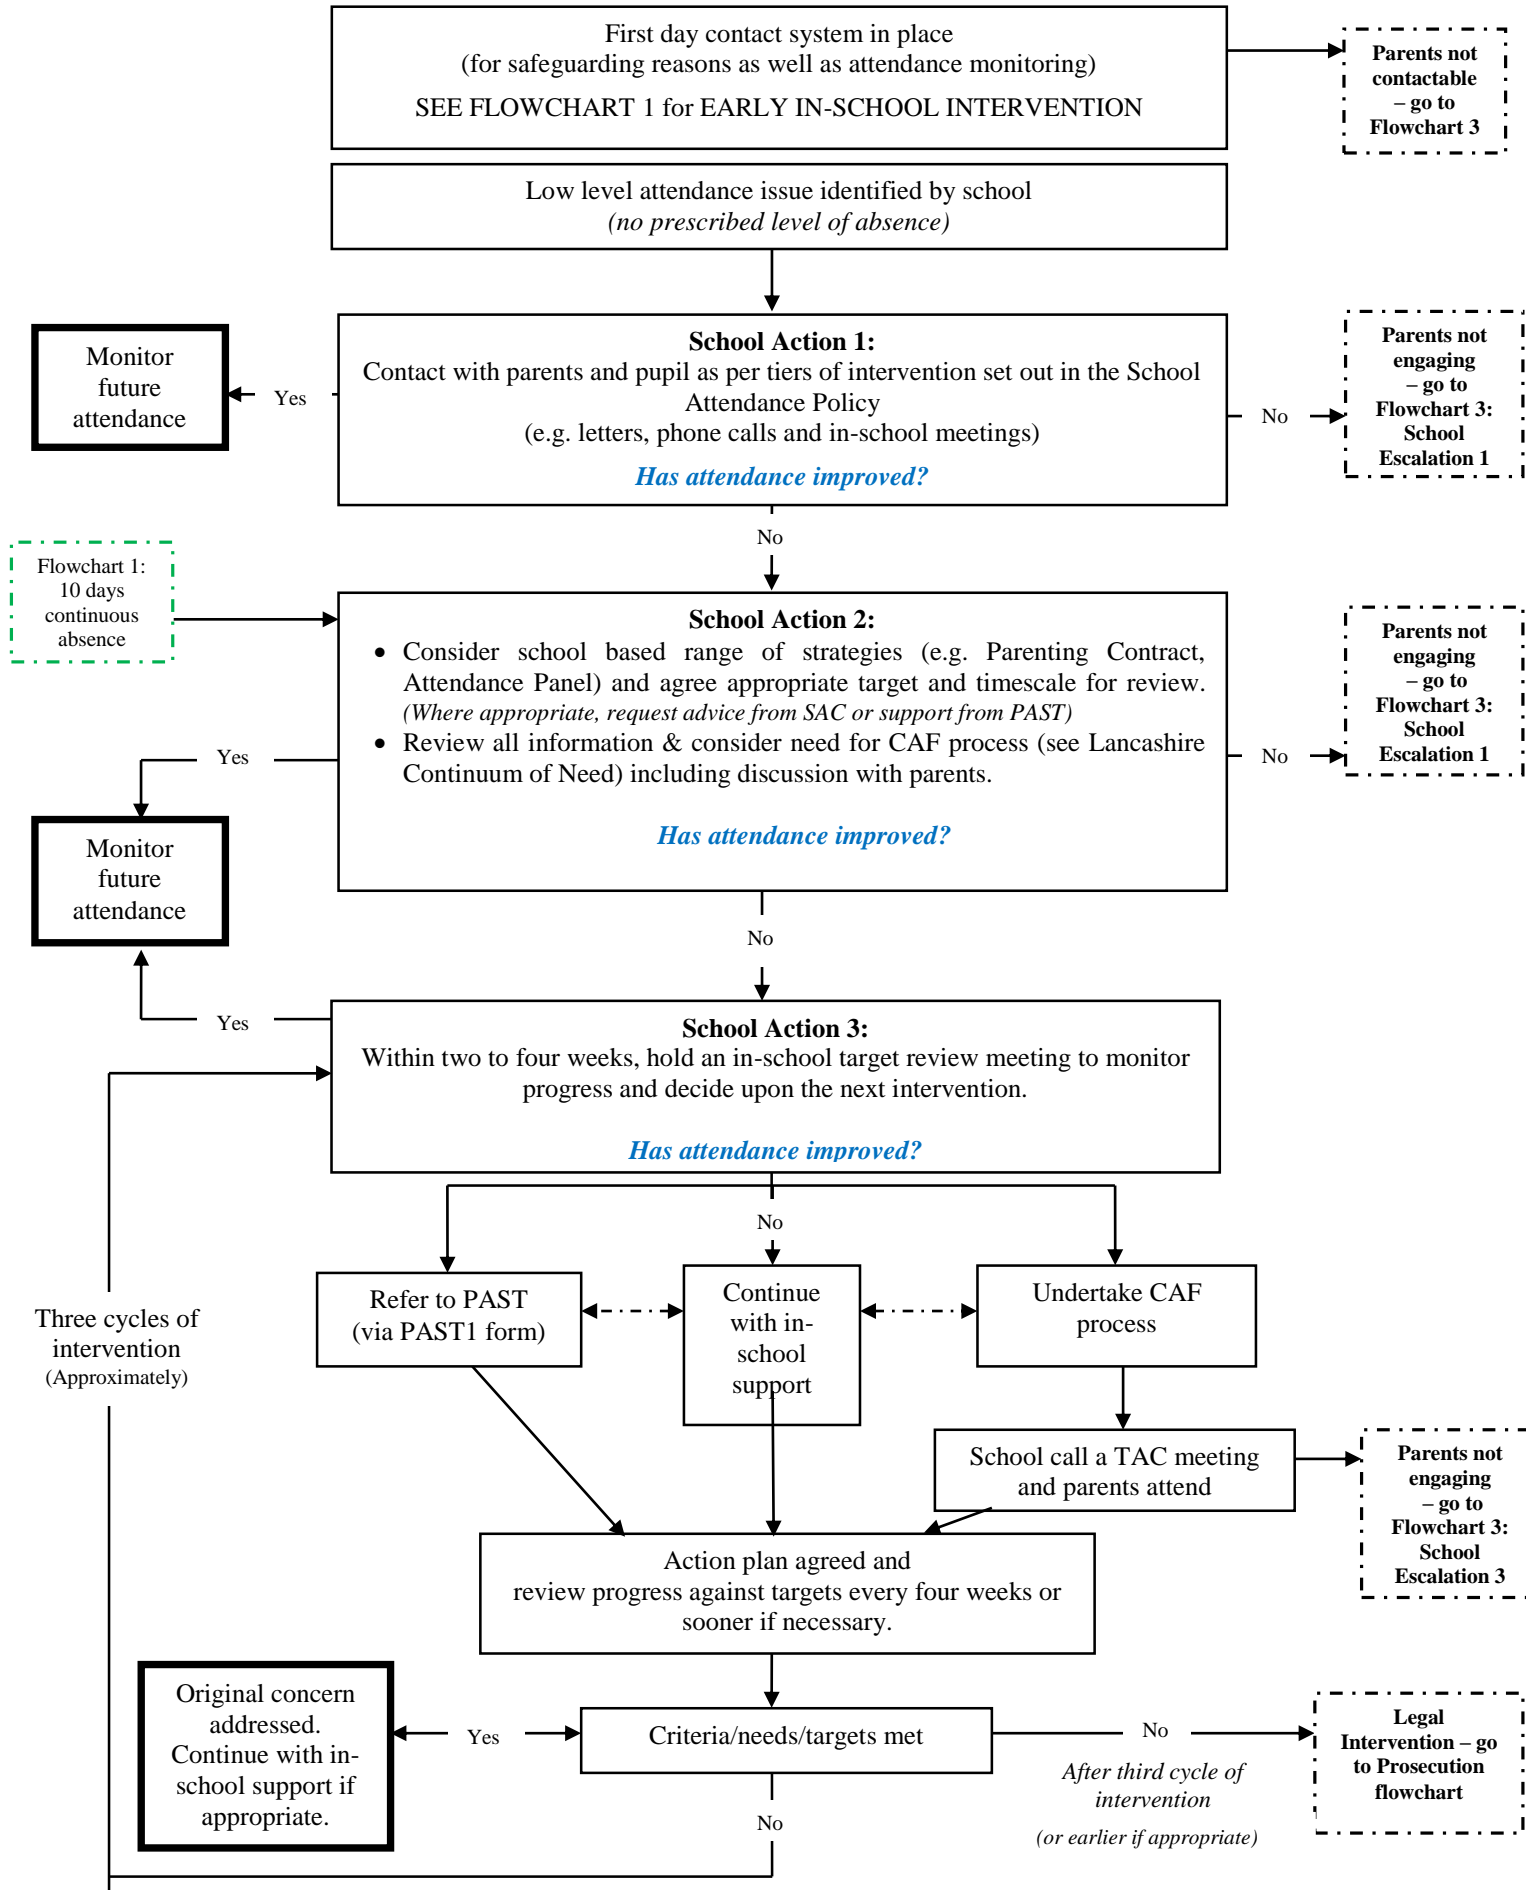 First day contact system in place
(for safeguarding reasons as well as attendance monitoring)
SEE FLOWCHART 1 for EARLY IN-SCHOOL INTERVENTION
Parents not
contactable
– go to
Flowchart 3
Low level attendance issue identified by school
(no prescribed level of absence)
Monitor
future
attendance
Yes
School Action 1:
Contact with parents and pupil as per tiers of intervention set out in the School
Attendance Policy
(e.g. letters, phone calls and in-school meetings)
Has attendance improved?
No
Parents not
engaging
– go to
Flowchart 3:
School
Escalation 1
No
Flowchart 1:
10 days
continuous
absence
School Action 2:
• Consider school based range of strategies (e.g. Parenting Contract,
Attendance Panel) and agree appropriate target and timescale for review.
(Where appropriate, request advice from SAC or support from PAST)
• Review all information & consider need for CAF process (see Lancashire
Continuum of Need) including discussion with parents.
Has attendance improved?
No
Parents not
engaging
– go to
Flowchart 3:
School
Escalation 1
Yes
Monitor
future
attendance
No
Yes
School Action 3:
Within two to four weeks, hold an in-school target review meeting to monitor
progress and decide upon the next intervention.
Has attendance improved?
No
Three cycles of
intervention
(Approximately)
Refer to PAST
(via PAST1 form)
Continue
with in-
school
support
Undertake CAF
process
School call a TAC meeting
and parents attend
Parents not
engaging
– go to
Flowchart 3:
School
Escalation 3
Action plan agreed and
review progress against targets every four weeks or
sooner if necessary.
Original concern
addressed.
Continue with in-
school support if
appropriate.
Yes
Criteria/needs/targets met
No
After third cycle of
intervention
(or earlier if appropriate)
Legal
Intervention – go
to Prosecution
flowchart
No